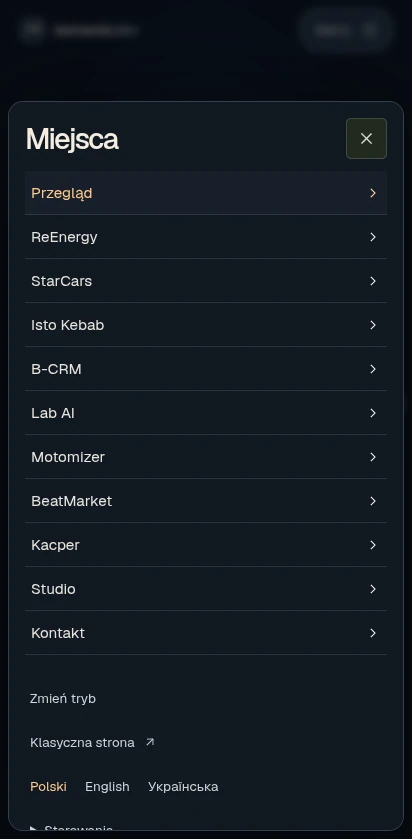 Miejsca
Przegląd
ReEnergy
StarCars
Isto Kebab
B-CRM
Lab AI
Motomizer
BeatMarket
Kacper
Studio
Kontakt
Zmień tryb
Klasyczna strona
Polski English Українська